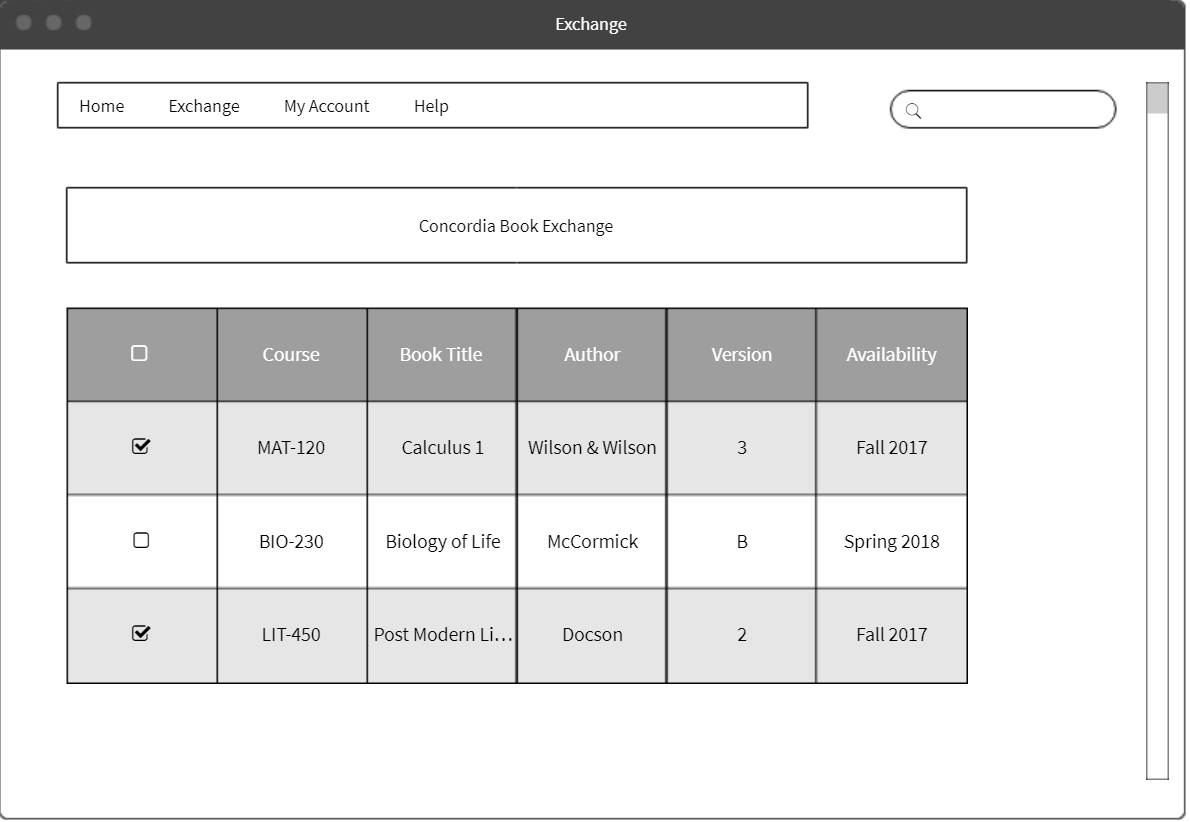 Exchange
Home Exchange My Account Help
Concordia Book Exchange
Course Book Title Author Version Availability
MAT-120 Calculus 1 Wilson & Wilson 3 Fall 2017
BIO-230 Biology of Life McCormick B Spring 2018
LIT-450 Post Modern Li... Docson 2 Fall 2017